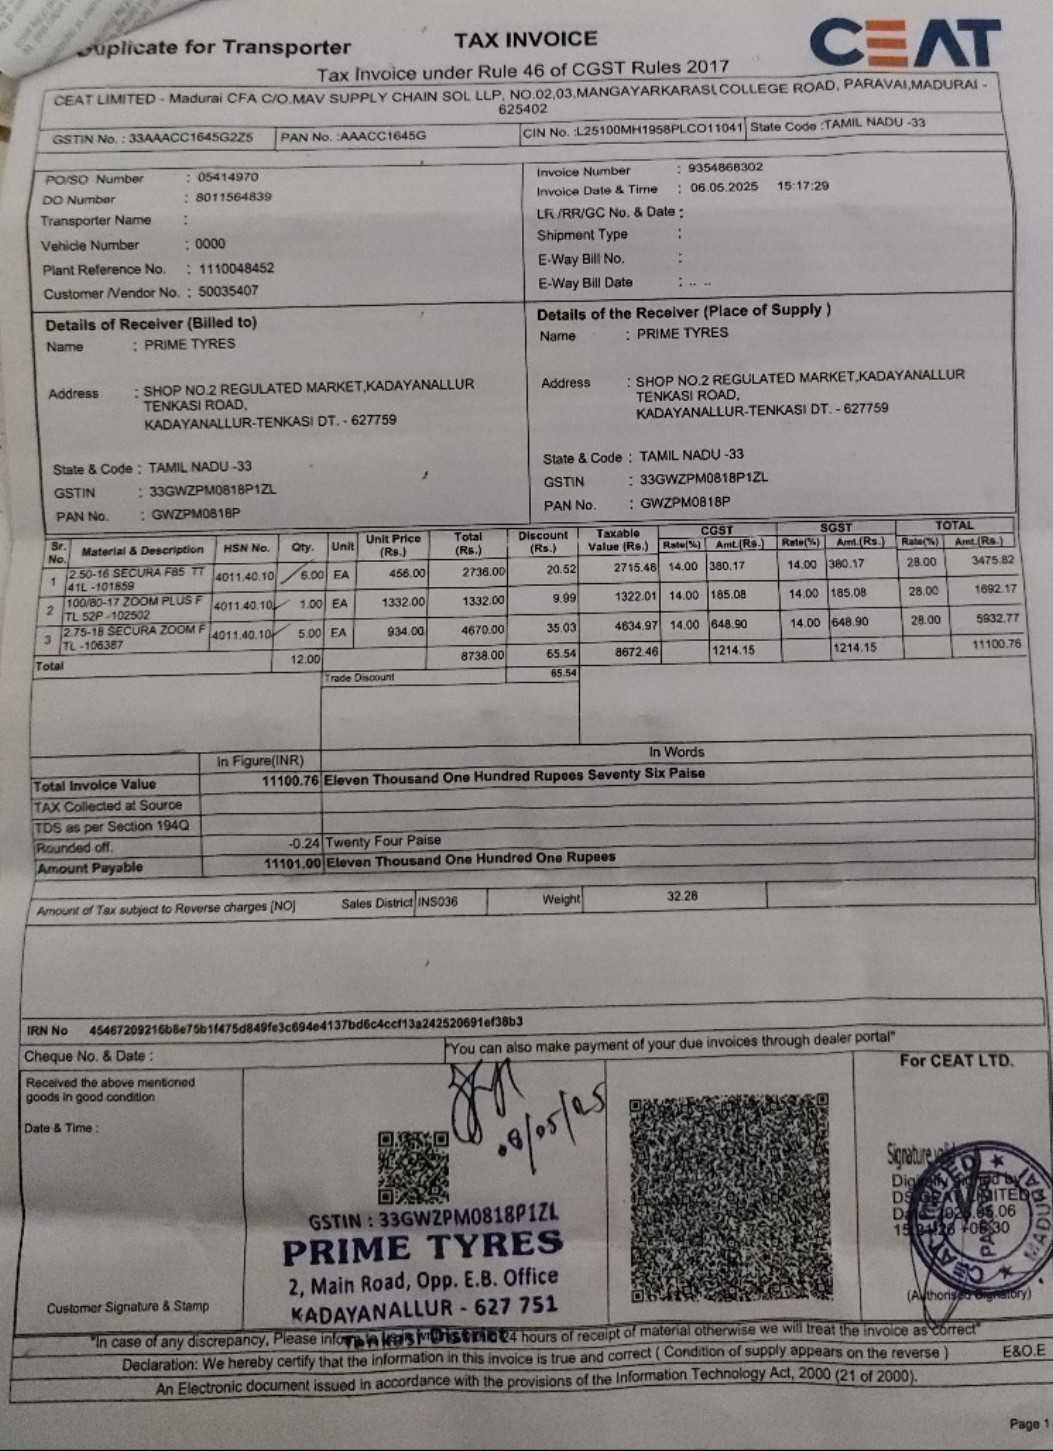 Duplicate for Transporter
TAX INVOICE
CEAT
Tax Invoice under Rule 46 of CGST Rules 2017
CEAT LIMITED - Madurai CFA C/O.MAV SUPPLY CHAIN SOL LLP, NO.02,03,MANGAYARKARASI,COLLEGE ROAD, PARAVAI,MADURAI -
625402
GSTIN No. : 33AAACC1645G2Z5 PAN No. :AAACC1645G CIN No. :L25100MH1958PLCO11041 State Code :TAMIL NADU -33
PO/SO Number : 05414970
DO Number : 8011564839
Transporter Name :
Vehicle Number : 0000
Plant Reference No. : 1110048452
Customer /Vendor No. : 50035407
Invoice Number : 9354868302
Invoice Date & Time : 06.05.2025 15:17:29
LR /RR/GC No. & Date :
Shipment Type :
E-Way Bill No. :
E-Way Bill Date : .. ..
Details of Receiver (Billed to)
Name : PRIME TYRES
Address : SHOP NO.2 REGULATED MARKET,KADAYANALLUR
TENKASI ROAD,
KADAYANALLUR-TENKASI DT. - 627759
State & Code : TAMIL NADU -33
GSTIN : 33GWZPM0818P1ZL
PAN No. : GWZPM0818P
Details of the Receiver (Place of Supply )
Name : PRIME TYRES
Address : SHOP NO.2 REGULATED MARKET,KADAYANALLUR
TENKASI ROAD,
KADAYANALLUR-TENKASI DT. - 627759
State & Code : TAMIL NADU -33
GSTIN : 33GWZPM0818P1ZL
PAN No. : GWZPM0818P
Sr. No. Material & Description HSN No. Qty. Unit Unit Price (Rs.) Total (Rs.) Discount (Rs.) Taxable Value (Rs.) CGST Rate(%) Amt.(Rs.) SGST Rate(%) Amt.(Rs.) TOTAL Rate(%) Amt.(Rs.)
1 2.50-16 SECURA F85 TT 4011.40.10 6.00 EA 456.00 2736.00 20.52 2715.48 14.00 380.17 14.00 380.17 28.00 3475.82
41L -101659
2 100/80-17 ZOOM PLUS F 4011.40.10 1.00 EA 1332.00 1332.00 9.99 1322.01 14.00 185.08 14.00 185.08 28.00 1692.17
TL 52P -102502
3 2.75-18 SECURA ZOOM F 4011.40.10 5.00 EA 934.00 4670.00 35.03 4634.97 14.00 648.90 14.00 648.90 28.00 5932.77
TL -106387
Total 12.00 8738.00 65.54 8672.46 1214.15 1214.15 11100.76
Trade Discount 65.54
In Figure(INR) In Words
Total Invoice Value 11100.76 Eleven Thousand One Hundred Rupees Seventy Six Paise
TAX Collected at Source
TDS as per Section 194Q
Rounded off. -0.24 Twenty Four Paise
Amount Payable 11101.00 Eleven Thousand One Hundred One Rupees
Amount of Tax subject to Reverse charges [NO] Sales District INS036 Weight 32.28
IRN No 45467209216b8e75b1f475d849fe3c694e4137bd6c4ccf13a242520691ef38b3
Cheque No. & Date :
"You can also make payment of your due invoices through dealer portal"
Received the above mentioned
goods in good condition
Date & Time :
Customer Signature & Stamp
08/05/25
GSTIN : 33GWZPM0818P1ZL
PRIME TYRES
2, Main Road, Opp. E.B. Office
KADAYANALLUR - 627 751
Tenkasi District
For CEAT LTD.
Signature
Digitally signed by
CEAT LIMITED
MADURAI
(Authorised Signatory)
"In case of any discrepancy, Please inform 24 hours of receipt of material otherwise we will treat the invoice as correct"
Declaration: We hereby certify that the information in this invoice is true and correct ( Condition of supply appears on the reverse ) E&O.E
An Electronic document issued in accordance with the provisions of the Information Technology Act, 2000 (21 of 2000).
Page 1